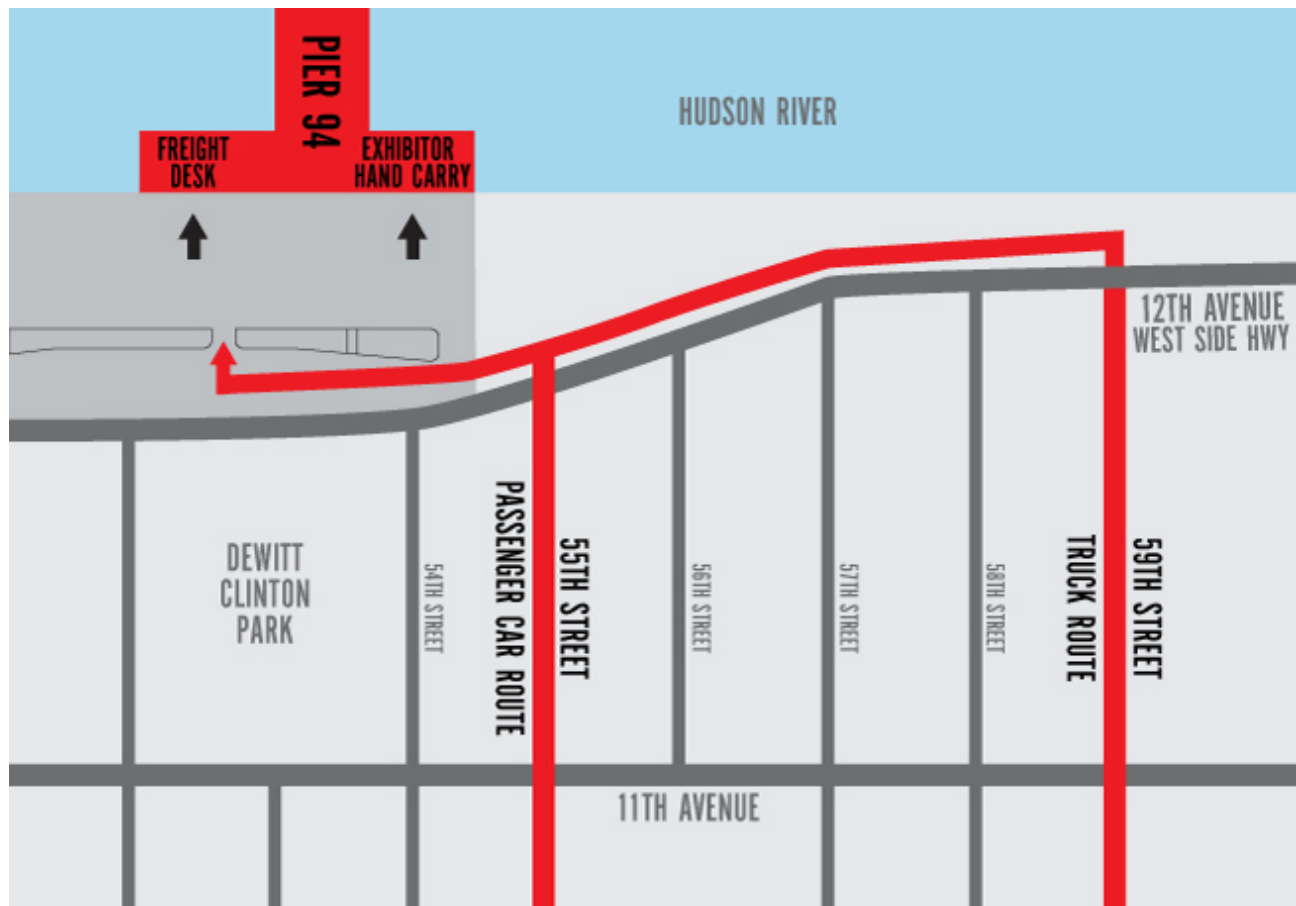 PIER 94
FREIGHT
DESK
EXHIBITOR
HAND CARRY
HUDSON RIVER
12TH AVENUE
WEST SIDE HWY
DEWITT
CLINTON
PARK
54TH STREET
PASSENGER CAR ROUTE
55TH STREET
56TH STREET
57TH STREET
58TH STREET
TRUCK ROUTE
59TH STREET
11TH AVENUE